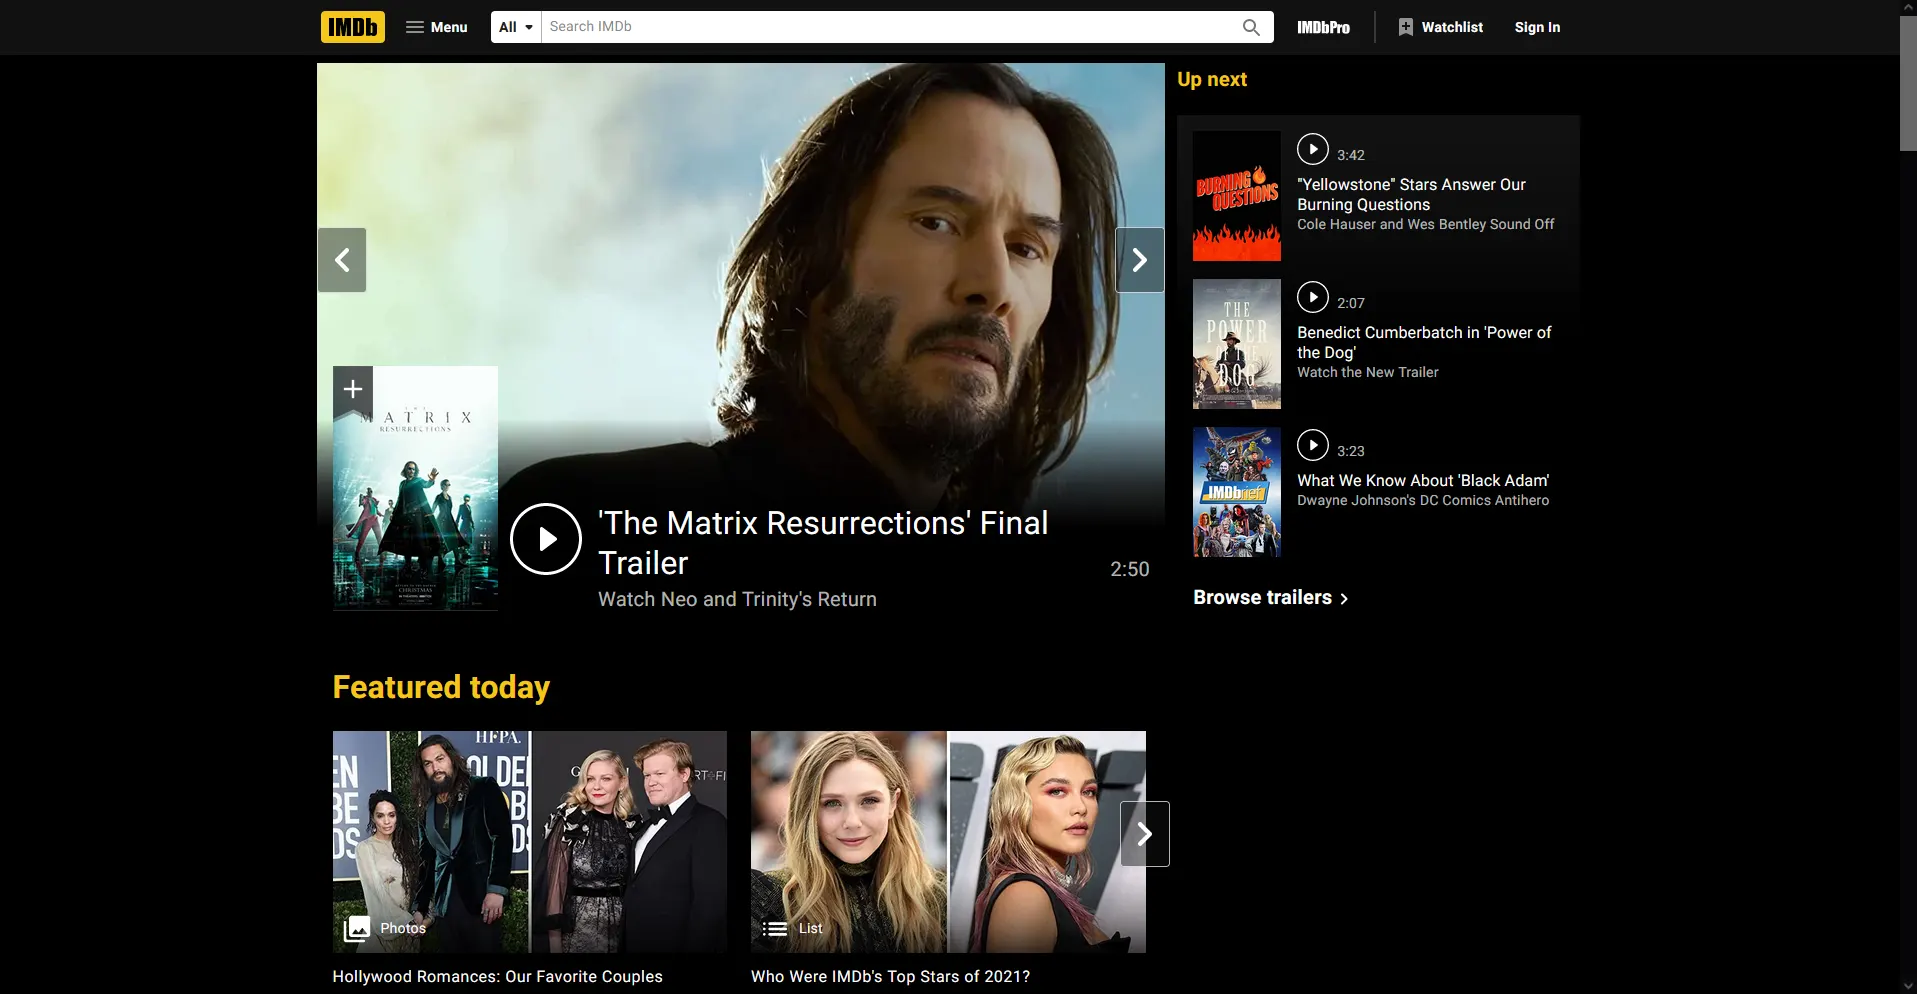 IMDb
Menu
All
Search IMDb
IMDbPro
Watchlist
Sign In
Up next
BURNING
QUESTIONS
3:42
"Yellowstone" Stars Answer Our
Burning Questions
Cole Hauser and Wes Bentley Sound Off
THE
POWER
OF THE
DOG
2:07
Benedict Cumberbatch in 'Power of
the Dog'
Watch the New Trailer
IMDbrief
3:23
What We Know About 'Black Adam'
Dwayne Johnson's DC Comics Antihero
Browse trailers
THE
MATRIX
RESURRECTIONS
CHRISTMAS
'The Matrix Resurrections' Final
Trailer
Watch Neo and Trinity's Return
2:50
Featured today
HFPA.
Photos
List
Hollywood Romances: Our Favorite Couples
Who Were IMDb's Top Stars of 2021?